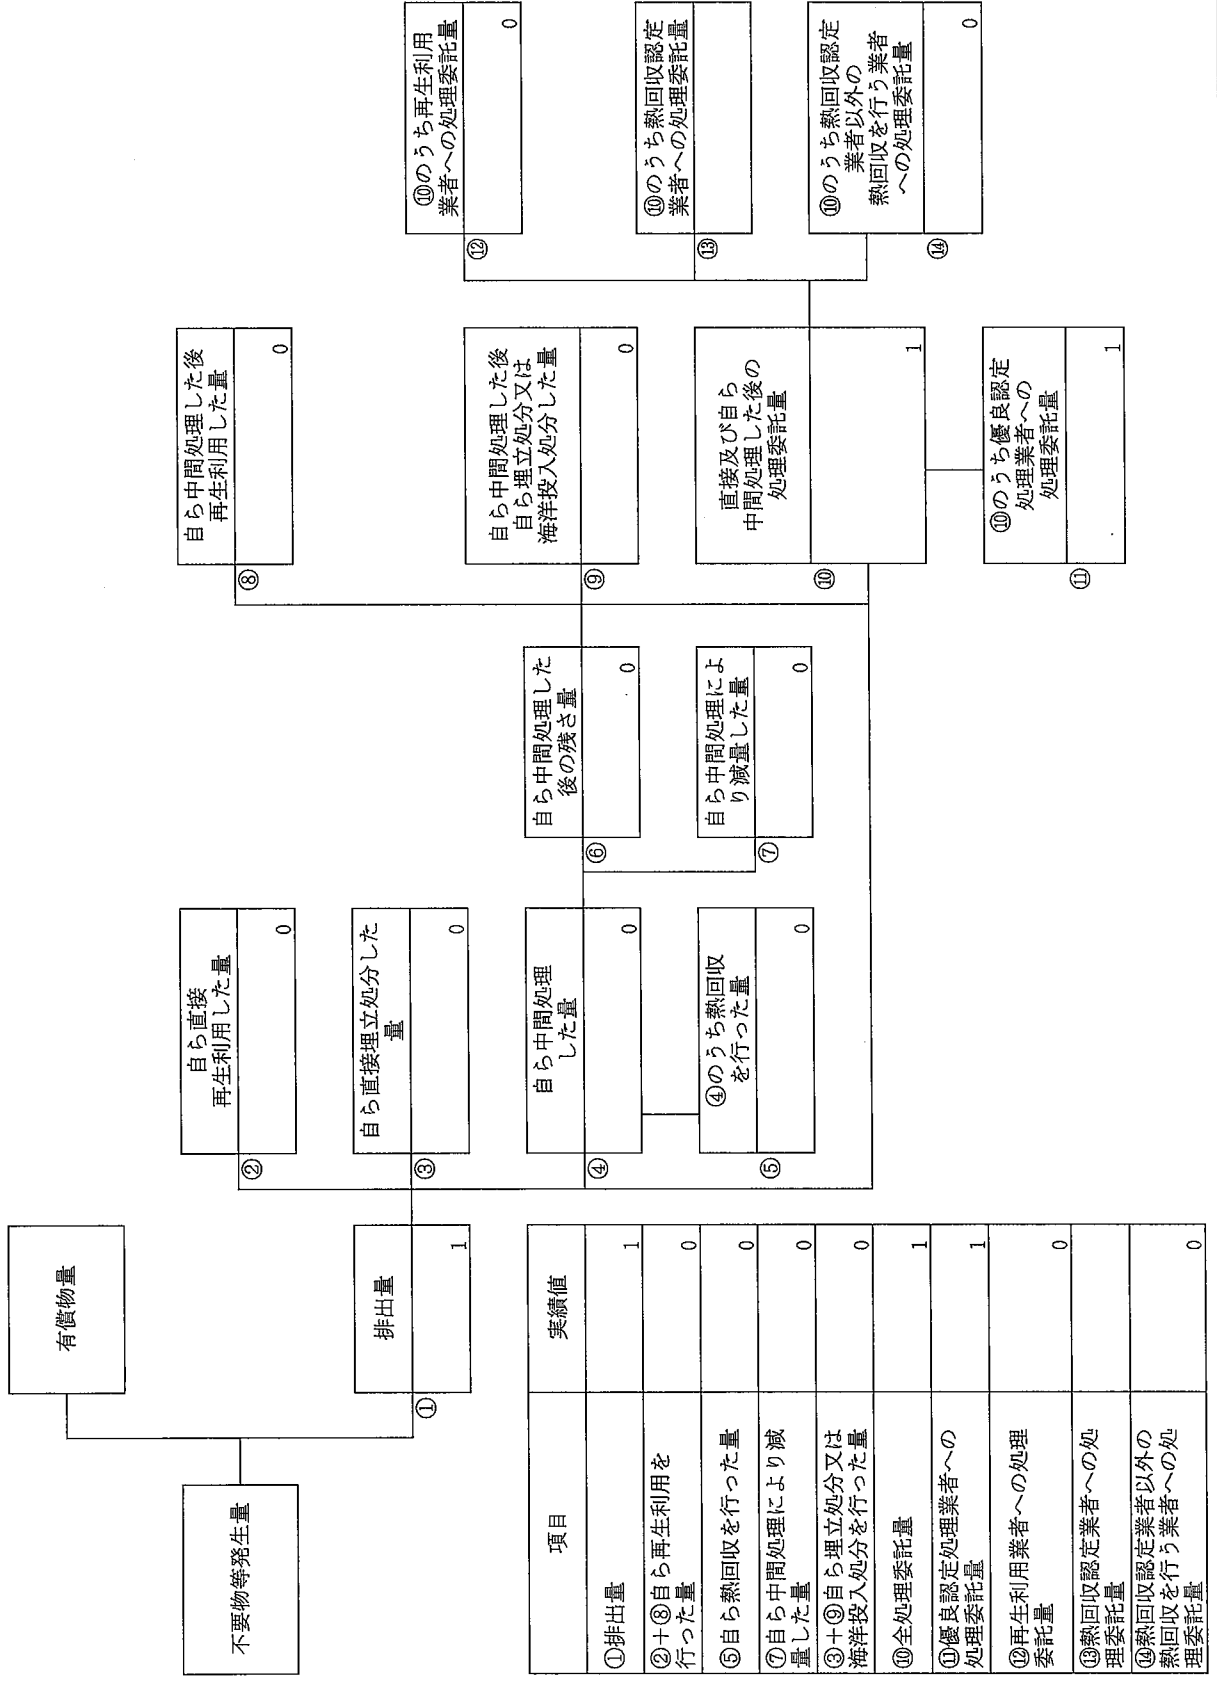 不要物等発生量
有償物量
①
排出量
1
②
自ら直接
再生利用した量
0
③
自ら直接埋立処分した
量
0
④
自ら中間処理
した量
0
⑤
④のうち熱回収
を行った量
0
⑥
自ら中間処理した
後の残さ量
0
⑦
自ら中間処理によ
り減量した量
0
⑧
自ら中間処理した後
再生利用した量
0
⑨
自ら中間処理した後
自ら埋立処分又は
海洋投入処分した量
0
⑩
直接及び自ら
中間処理した後の
処理委託量
1
⑪
⑩のうち優良認定
処理業者への
処理委託量
1
⑫
⑩のうち再生利用
業者への処理委託量
0
⑬
⑩のうち熱回収認定
業者への処理委託量
⑭
⑩のうち熱回収認定
業者以外の
熱回収を行う業者
への処理委託量
0
項目 実績値
①排出量 1
②+⑧自ら再生利用を
行った量 0
⑤自ら熱回収を行った量 0
⑦自ら中間処理により減
量した量 0
③+⑨自ら埋立処分又は
海洋投入処分を行った量 0
⑩全処理委託量 1
⑪優良認定処理業者への
処理委託量 1
⑫再生利用業者への処理
委託量 0
⑬熱回収認定業者への処
理委託量
⑭熱回収認定業者以外の
熱回収を行う業者への処
理委託量 0